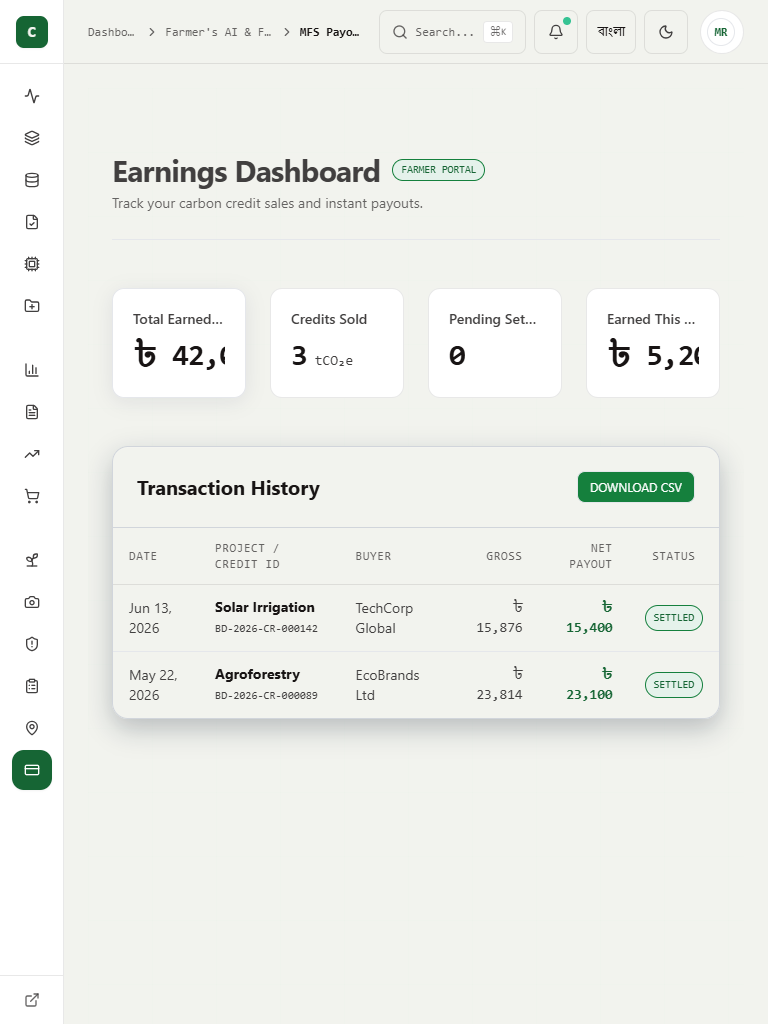 C
Dashbo… > Farmer's AI & F… > MFS Payo…
Search... ⌘K
বাংলা
MR
Earnings Dashboard
FARMER PORTAL
Track your carbon credit sales and instant payouts.
Total Earned…
৳ 42,
Credits Sold
3 tCO₂e
Pending Set…
0
Earned This …
৳ 5,2
Transaction History
DOWNLOAD CSV
DATE
PROJECT /
CREDIT ID
BUYER
GROSS
NET
PAYOUT
STATUS
Jun 13,
2026
Solar Irrigation
BD-2026-CR-000142
TechCorp
Global
৳
15,876
৳
15,400
SETTLED
May 22,
2026
Agroforestry
BD-2026-CR-000089
EcoBrands
Ltd
৳
23,814
৳
23,100
SETTLED